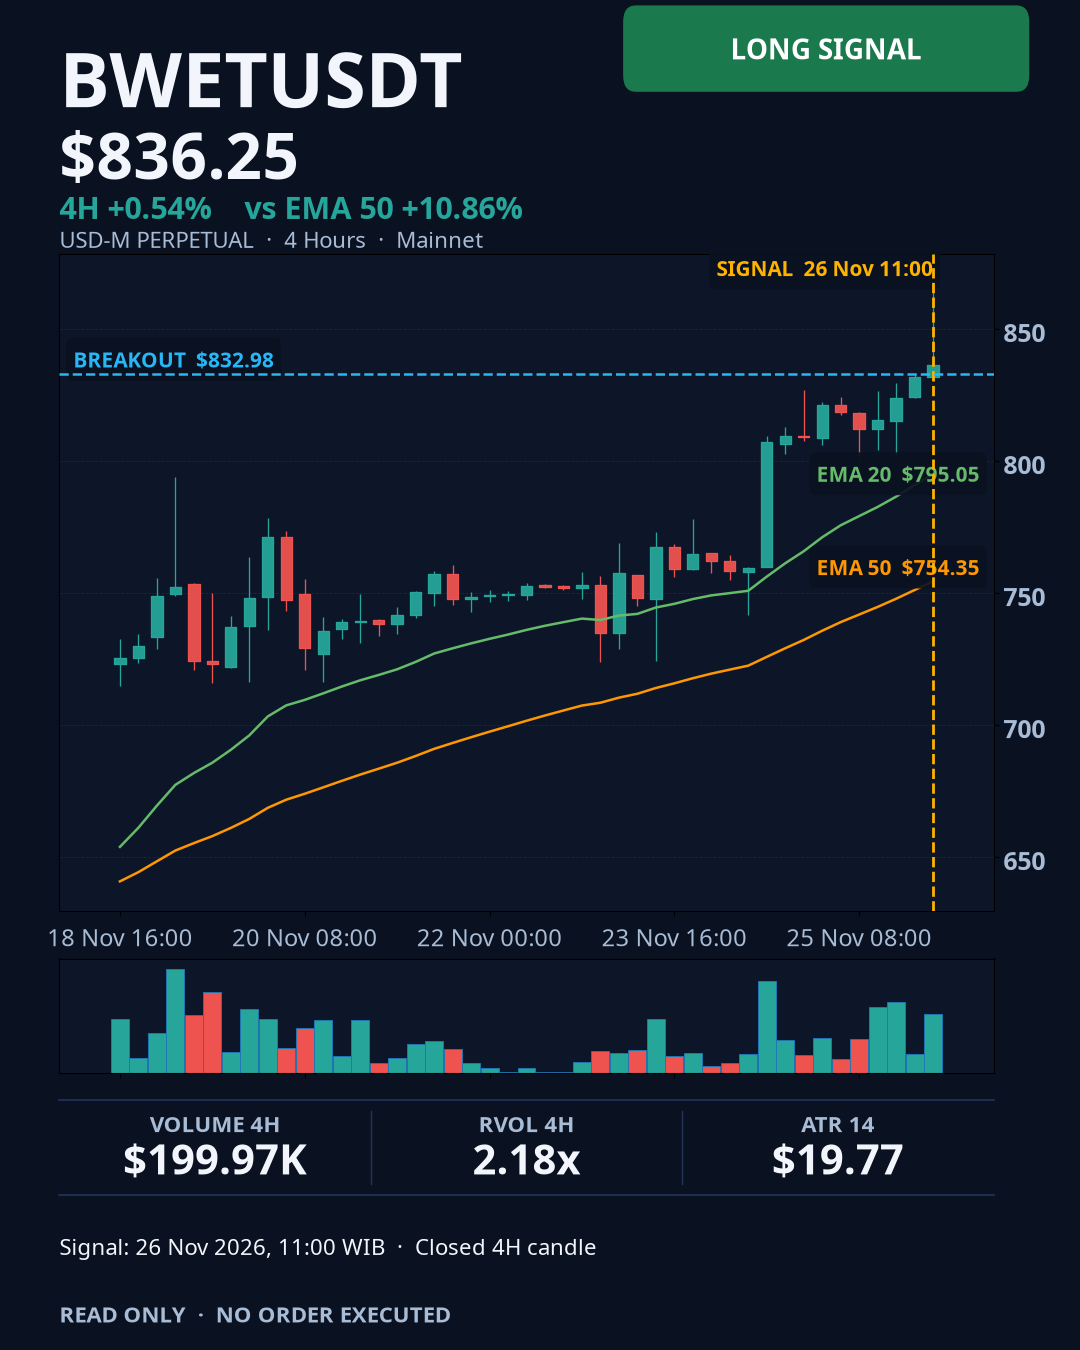 LONG SIGNAL
BWETUSDT
$836.25
4H +0.54% vs EMA 50 +10.86%
USD-M PERPETUAL · 4 Hours · Mainnet
SIGNAL 26 Nov 11:00
850
BREAKOUT $832.98
800
EMA 20 $795.05
EMA 50 $754.35
750
700
650
18 Nov 16:00 20 Nov 08:00 22 Nov 00:00 23 Nov 16:00 25 Nov 08:00
VOLUME 4H RVOL 4H ATR 14
$199.97K 2.18x $19.77
Signal: 26 Nov 2026, 11:00 WIB · Closed 4H candle
READ ONLY · NO ORDER EXECUTED